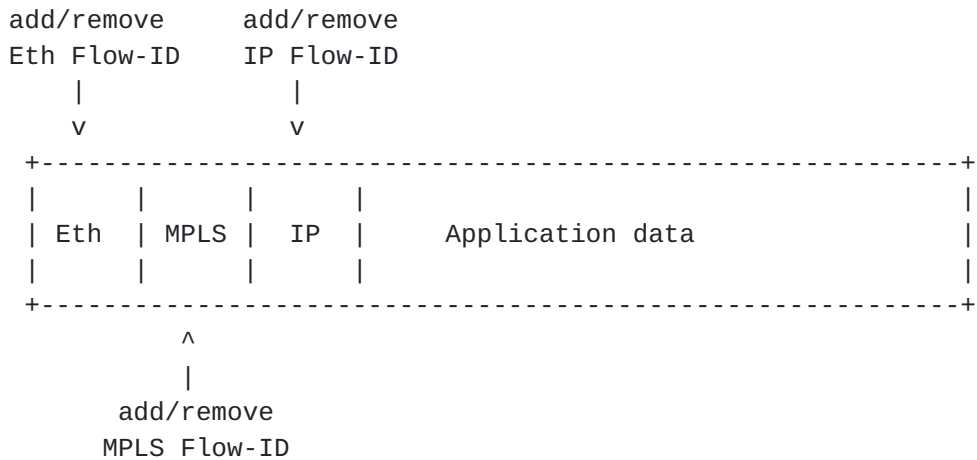 add/remove     add/remove
Eth Flow-ID    IP Flow-ID
    |             |
    v             v
 +-----------------------------------------------------------+
 |      |      |      |                                      |
 | Eth  | MPLS |  IP  |     Application data                 |
 |      |      |      |                                      |
 +-----------------------------------------------------------+
           ^
           |
       add/remove
      MPLS Flow-ID